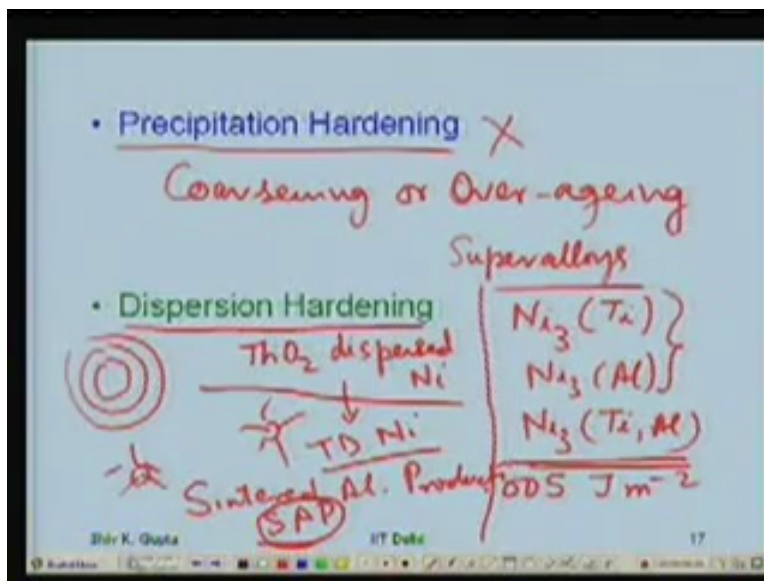 • Precipitation Hardening X
Coarsening or Over-ageing
Superalloys
• Dispersion Hardening
ThO2 dispersed
Ni
TD Ni
Sintered Al. Product
SAP
Ni3 (Ti)
Ni3 (Al)
Ni3 (Ti, Al)
005 J m-2
Shiv K. Gupta
IIT Delhi
17